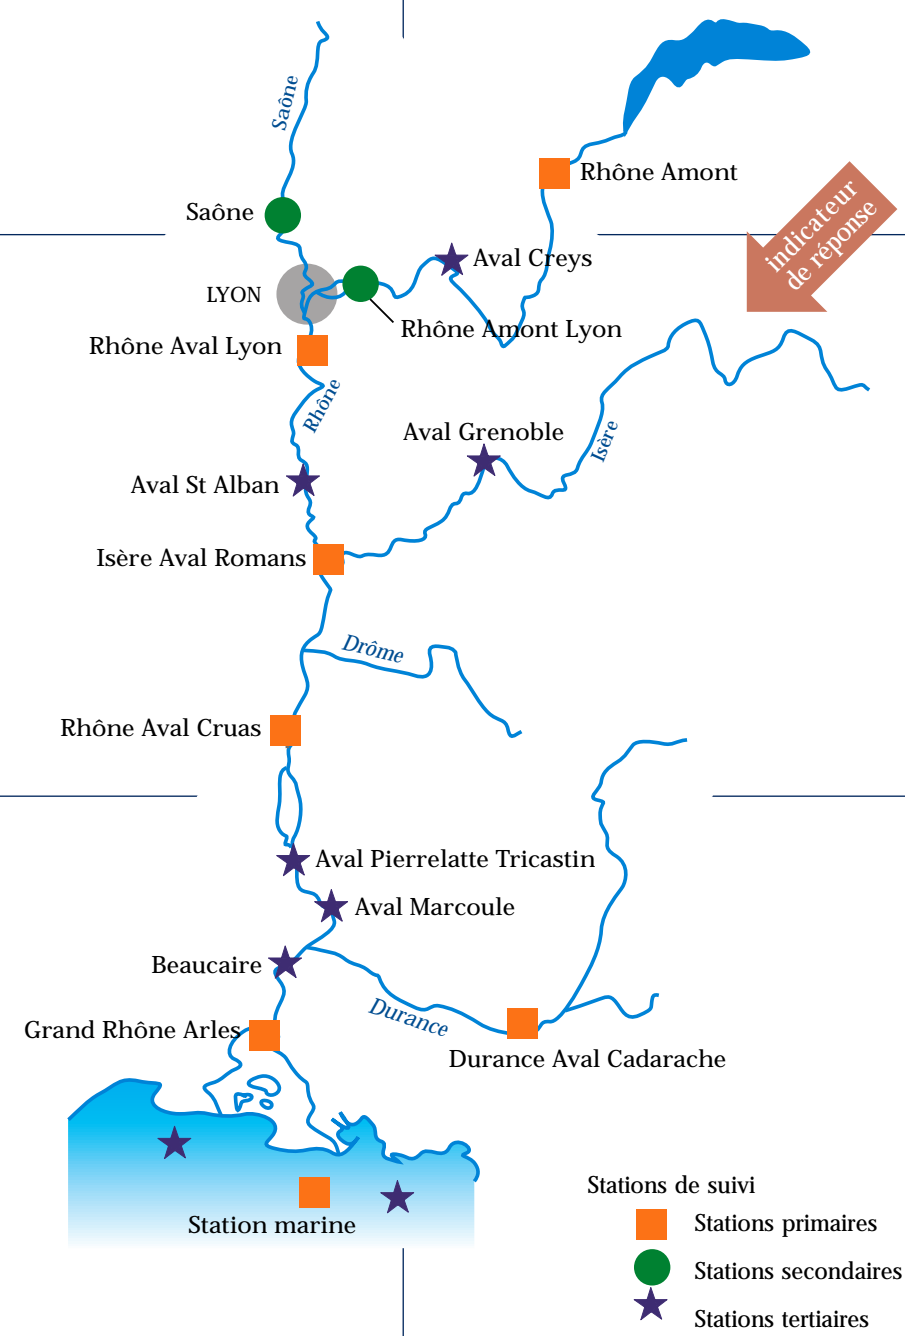 Saône
Rhône Amont
indicateur
de réponse
Saône
Aval Creys
LYON
Rhône Amont Lyon
Rhône Aval Lyon
Rhône
Aval Grenoble
Isère
Aval St Alban
Isère Aval Romans
Drôme
Rhône Aval Cruas
Aval Pierrelatte Tricastin
Aval Marcoule
Beaucaire
Durance
Grand Rhône Arles
Durance Aval Cadarache
Station marine
Stations de suivi
Stations primaires
Stations secondaires
Stations tertiaires